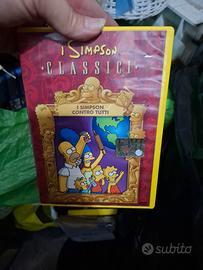 I SIMPSON
CLASSICI
I SIMPSON
CONTRO TUTTI
subito